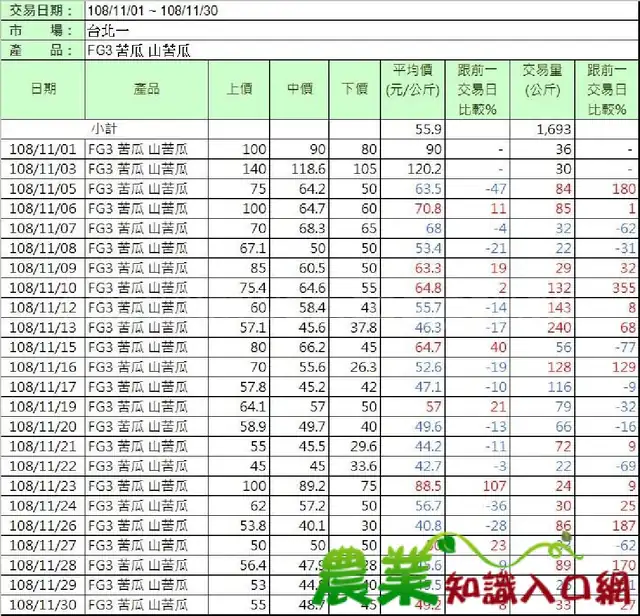 交易日期： 108/11/01 ~ 108/11/30
市 場： 台北一
產 品： FG3 苦瓜 山苦瓜
日期 產品 上價 中價 下價 平均價 (元/公斤) 跟前一交易日比較% 交易量 (公斤) 跟前一交易日比較%
小計 55.9 1,693
108/11/01 FG3 苦瓜 山苦瓜 100 90 80 90 - 36 -
108/11/03 FG3 苦瓜 山苦瓜 140 118.6 105 120.2 - 30 -
108/11/05 FG3 苦瓜 山苦瓜 75 64.2 50 63.5 -47 84 180
108/11/06 FG3 苦瓜 山苦瓜 100 64.7 60 70.8 11 85 1
108/11/07 FG3 苦瓜 山苦瓜 70 68.3 65 68 -4 32 -62
108/11/08 FG3 苦瓜 山苦瓜 67.1 50 50 53.4 -21 22 -31
108/11/09 FG3 苦瓜 山苦瓜 85 60.5 50 63.3 19 29 32
108/11/10 FG3 苦瓜 山苦瓜 75.4 64.6 55 64.8 2 132 355
108/11/12 FG3 苦瓜 山苦瓜 60 58.4 43 55.7 -14 143 8
108/11/13 FG3 苦瓜 山苦瓜 57.1 45.6 37.8 46.3 -17 240 68
108/11/15 FG3 苦瓜 山苦瓜 80 66.2 45 64.7 40 56 -77
108/11/16 FG3 苦瓜 山苦瓜 70 55.6 26.3 52.6 -19 128 129
108/11/17 FG3 苦瓜 山苦瓜 57.8 45.2 42 47.1 -10 116 -9
108/11/19 FG3 苦瓜 山苦瓜 64.1 57 50 57 21 79 -32
108/11/20 FG3 苦瓜 山苦瓜 58.9 49.7 40 49.6 -13 66 -16
108/11/21 FG3 苦瓜 山苦瓜 55 45.5 29.6 44.2 -11 72 9
108/11/22 FG3 苦瓜 山苦瓜 45 45 33.6 42.7 -3 22 -69
108/11/23 FG3 苦瓜 山苦瓜 100 89.2 75 88.5 107 24 9
108/11/24 FG3 苦瓜 山苦瓜 62 57.2 50 56.7 -36 30 25
108/11/26 FG3 苦瓜 山苦瓜 53.8 40.1 30 40.8 -28 86 187
108/11/27 FG3 苦瓜 山苦瓜 50 50 50 23 -62
108/11/28 FG3 苦瓜 山苦瓜 56.4 89 170
108/11/29 FG3 苦瓜 山苦瓜 53
108/11/30 FG3 苦瓜 山苦瓜 55
農業知識入口網